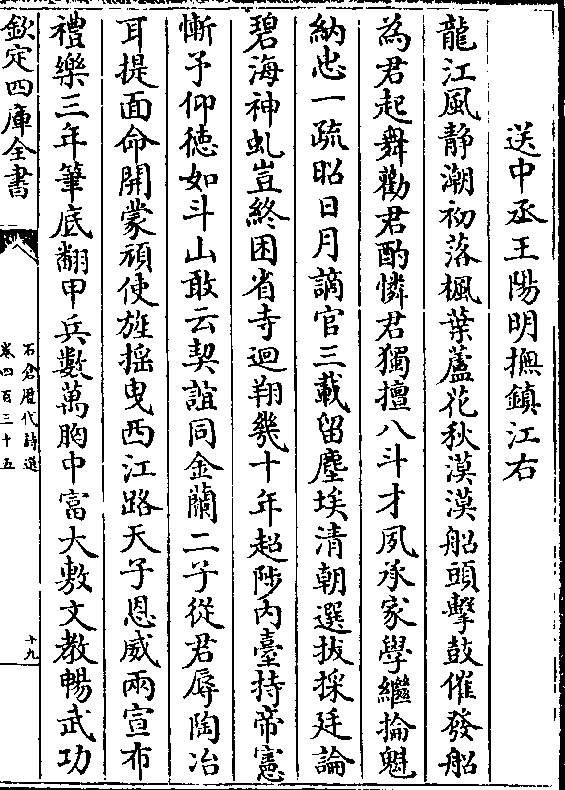 送中丞王陽明撫鎮江右
龍江風静潮初落楓葉蘆花秋漠漠船頭擊鼓催發船
為君起舞勸君酌憐君獨擅八斗才夙承家學繼掄魁
納忠一疏昭日月謫官三載留塵埃清朝選拔採廷論
碧海神虬豈終困省寺迴翔幾十年超陟内臺持帝憲
慚予仰徳如斗山敢云契誼同金蘭二子從君辱陶冶
耳提面命開蒙頑使旌揺曳西江路天子恩威兩宣布
禮樂三年筆底翻甲兵數萬胸中富大敷文教暢武功
欽定四庫全書
石倉歴代詩選
卷四百三十五
十九